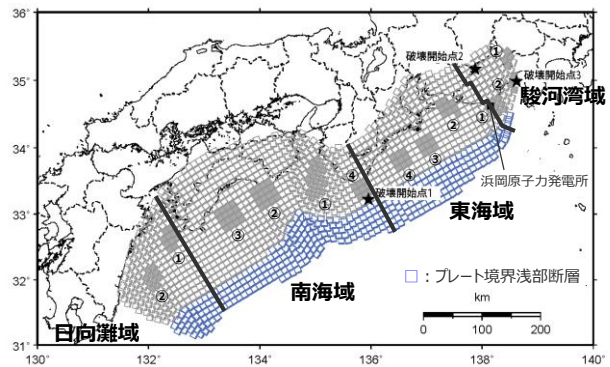 36°
35°
34°
33°
32°
31°
130°
132°
134°
136°
138°
140°
破壊開始点2
①
破壊開始点3
②
駿河湾域
①
②
③
④
④
浜岡原子力発電所
破壊開始点1
東海域
②
①
③
①
②
南海域
日向灘域
□：プレート境界浅部断層
km
0 100 200